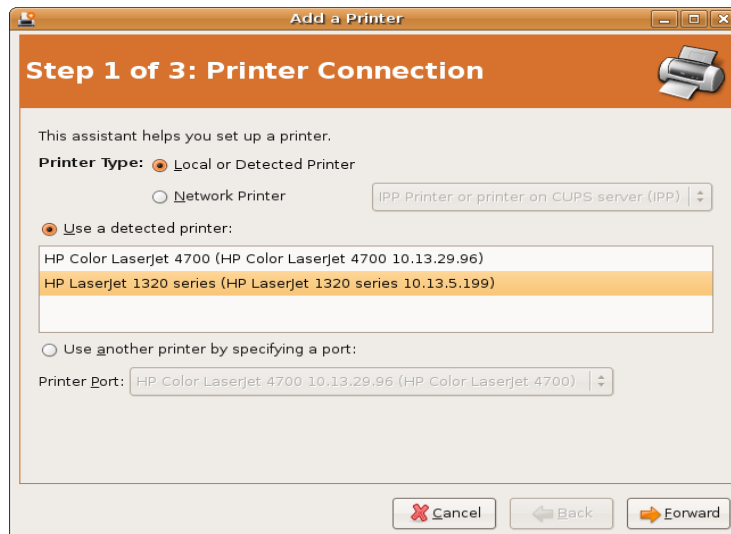 Add a Printer
Step 1 of 3: Printer Connection
This assistant helps you set up a printer.
Printer Type: Local or Detected Printer
Network Printer IPP Printer or printer on CUPS server (IPP)
Use a detected printer:
HP Color LaserJet 4700 (HP Color LaserJet 4700 10.13.29.96)
HP LaserJet 1320 series (HP LaserJet 1320 series 10.13.5.199)
Use another printer by specifying a port:
Printer Port: HP Color LaserJet 4700 10.13.29.96 (HP Color LaserJet 4700)
Cancel Back Forward